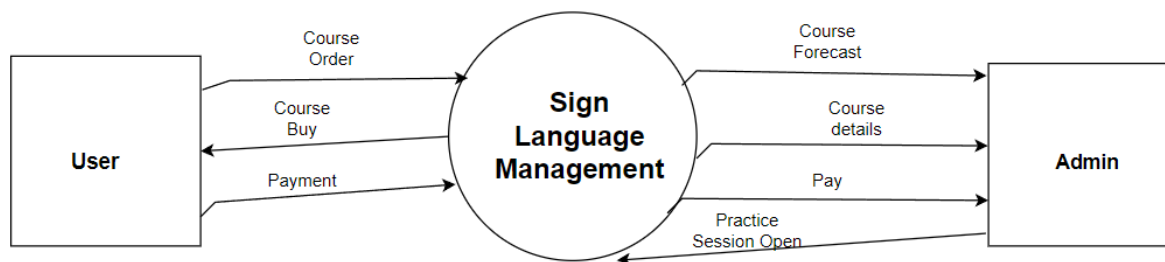 Course
Order
Course
Forecast
Course
Buy
Sign
Language
Management
Course
details
User
Admin
Payment
Pay
Practice
Session Open